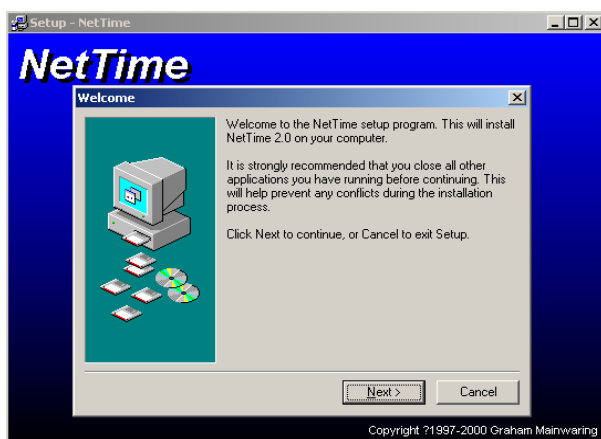 Setup - NetTime
NetTime
Welcome
Welcome to the NetTime setup program. This will install
NetTime 2.0 on your computer.
It is strongly recommended that you close all other
applications you have running before continuing. This
will help prevent any conflicts during the installation
process.
Click Next to continue, or Cancel to exit Setup.
Next >
Cancel
Copyright ?1997-2000 Graham Mainwaring